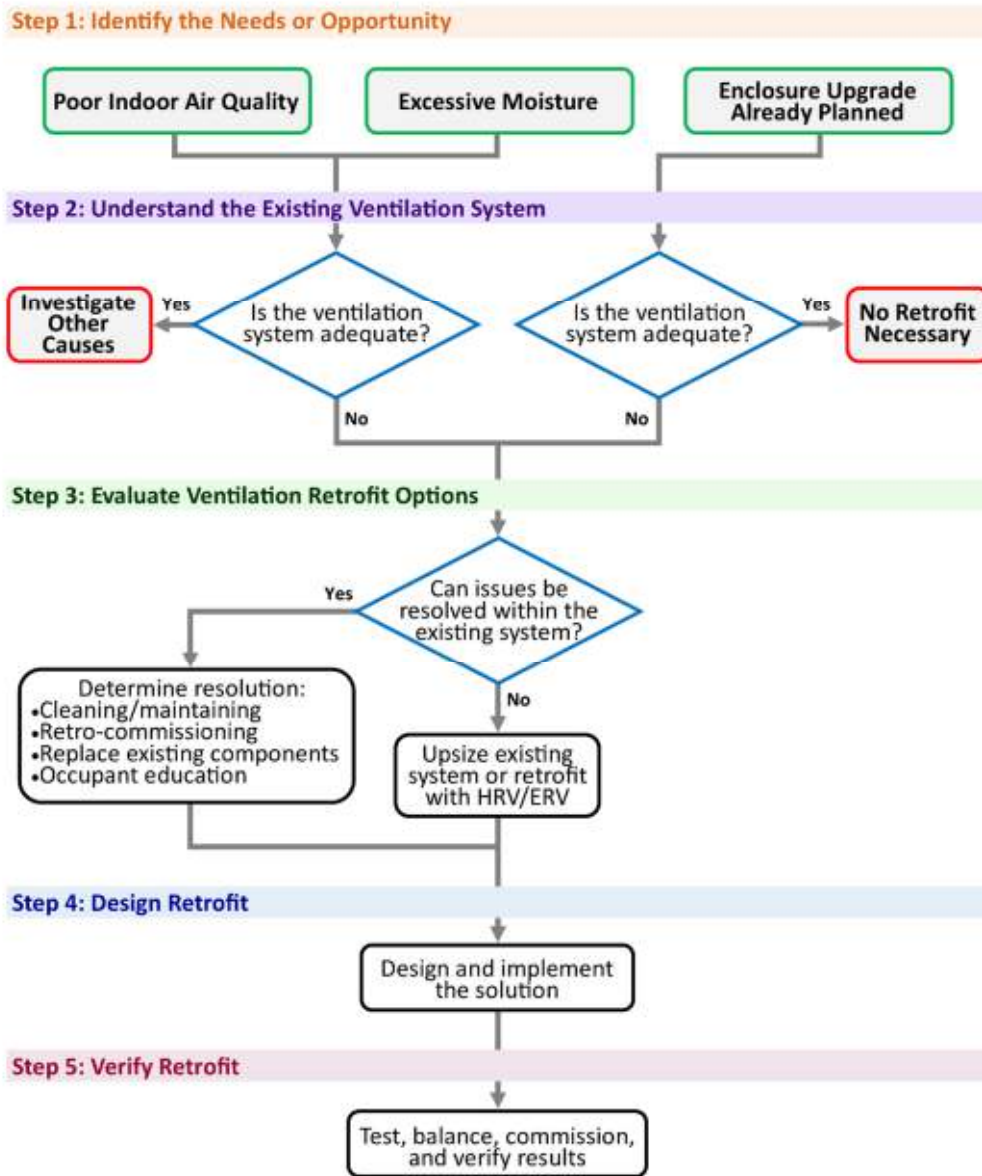 Step 1: Identify the Needs or Opportunity
Poor Indoor Air Quality
Excessive Moisture
Enclosure Upgrade
Already Planned
Step 2: Understand the Existing Ventilation System
Investigate
Other
Causes
Yes
Is the ventilation
system adequate?
Is the ventilation
system adequate?
Yes
No Retrofit
Necessary
No
No
Step 3: Evaluate Ventilation Retrofit Options
Yes
Can issues be
resolved within the
existing system?
Determine resolution:
•Cleaning/maintaining
•Retro-commissioning
•Replace existing components
•Occupant education
No
Upsize existing
system or retrofit
with HRV/ERV
Step 4: Design Retrofit
Design and implement
the solution
Step 5: Verify Retrofit
Test, balance, commission,
and verify results